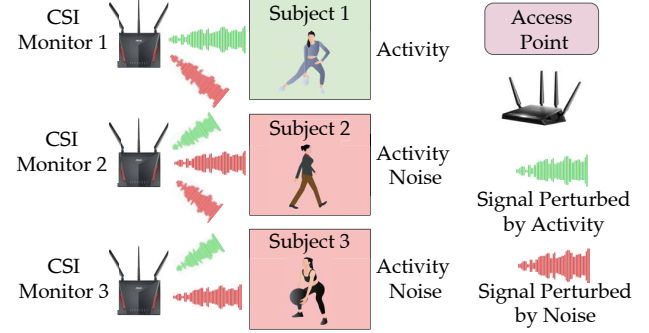 CSI
Monitor 1
Subject 1
Activity
Access
Point
CSI
Monitor 2
Subject 2
Activity
Noise
Signal Perturbed
by Activity
CSI
Monitor 3
Subject 3
Activity
Noise
Signal Perturbed
by Noise